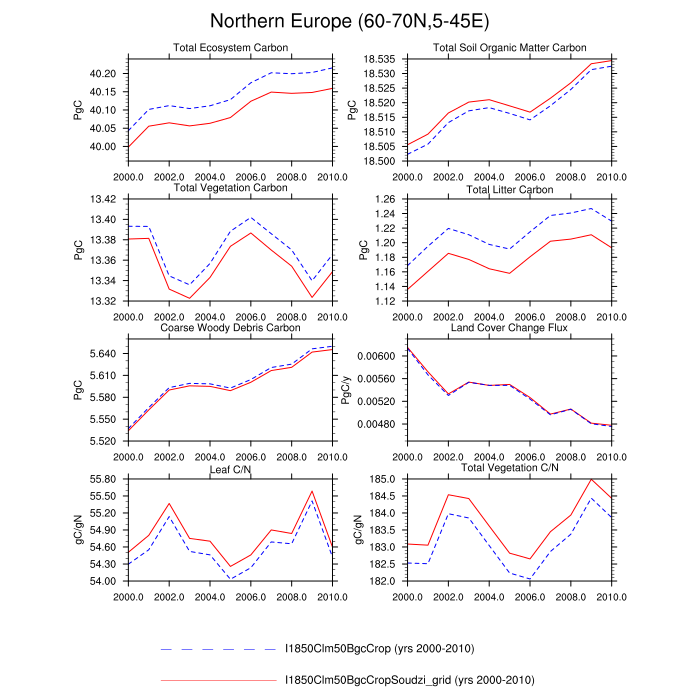 Northern Europe (60-70N,5-45E)
Total Ecosystem Carbon
Total Soil Organic Matter Carbon
PgC
40.20
40.15
40.10
40.05
40.00
2000.0 2002.0 2004.0 2006.0 2008.0 2010.0
PgC
18.535
18.530
18.525
18.520
18.515
18.510
18.505
18.500
2000.0 2002.0 2004.0 2006.0 2008.0 2010.0
Total Vegetation Carbon
Total Litter Carbon
PgC
13.42
13.40
13.38
13.36
13.34
13.32
2000.0 2002.0 2004.0 2006.0 2008.0 2010.0
PgC
1.26
1.24
1.22
1.20
1.18
1.16
1.14
1.12
2000.0 2002.0 2004.0 2006.0 2008.0 2010.0
Coarse Woody Debris Carbon
Land Cover Change Flux
PgC
5.640
5.610
5.580
5.550
5.520
2000.0 2002.0 2004.0 2006.0 2008.0 2010.0
PgC/y
0.00600
0.00560
0.00520
0.00480
2000.0 2002.0 2004.0 2006.0 2008.0 2010.0
Leaf C/N
Total Vegetation C/N
gC/gN
55.80
55.50
55.20
54.90
54.60
54.30
54.00
2000.0 2002.0 2004.0 2006.0 2008.0 2010.0
gC/gN
185.0
184.5
184.0
183.5
183.0
182.5
182.0
2000.0 2002.0 2004.0 2006.0 2008.0 2010.0
I1850Clm50BgcCrop (yrs 2000-2010)
I1850Clm50BgcCropSoudzi_grid (yrs 2000-2010)